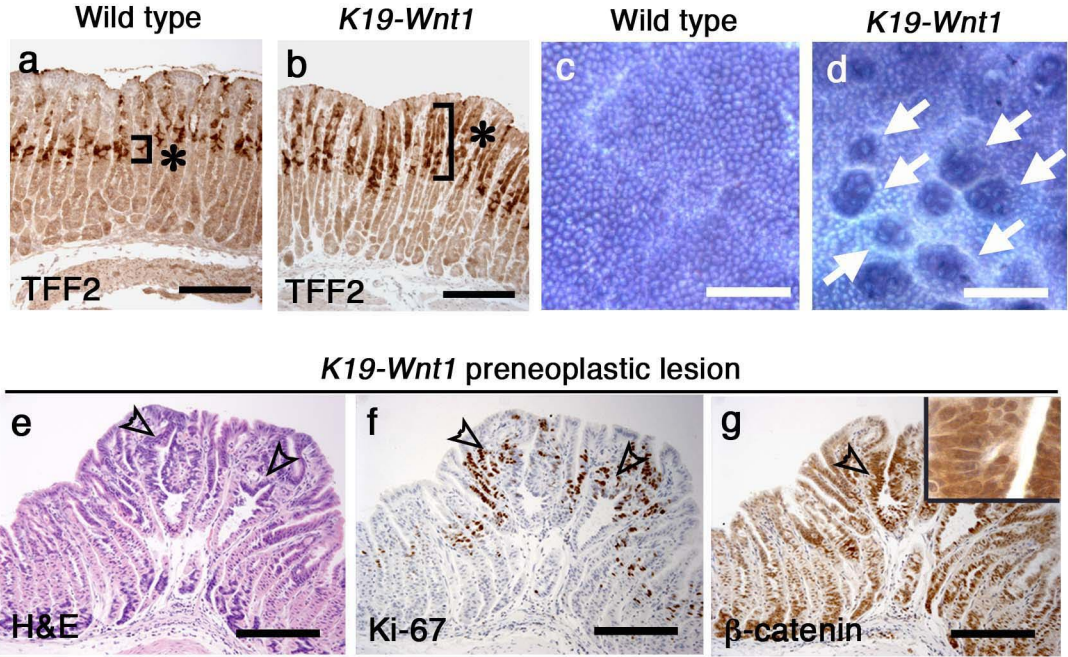 Wild type K19-Wnt1 Wild type K19-Wnt1
a b c d
* *
TFF2 TFF2
K19-Wnt1 preneoplastic lesion
e f g
H&E Ki-67 β-catenin